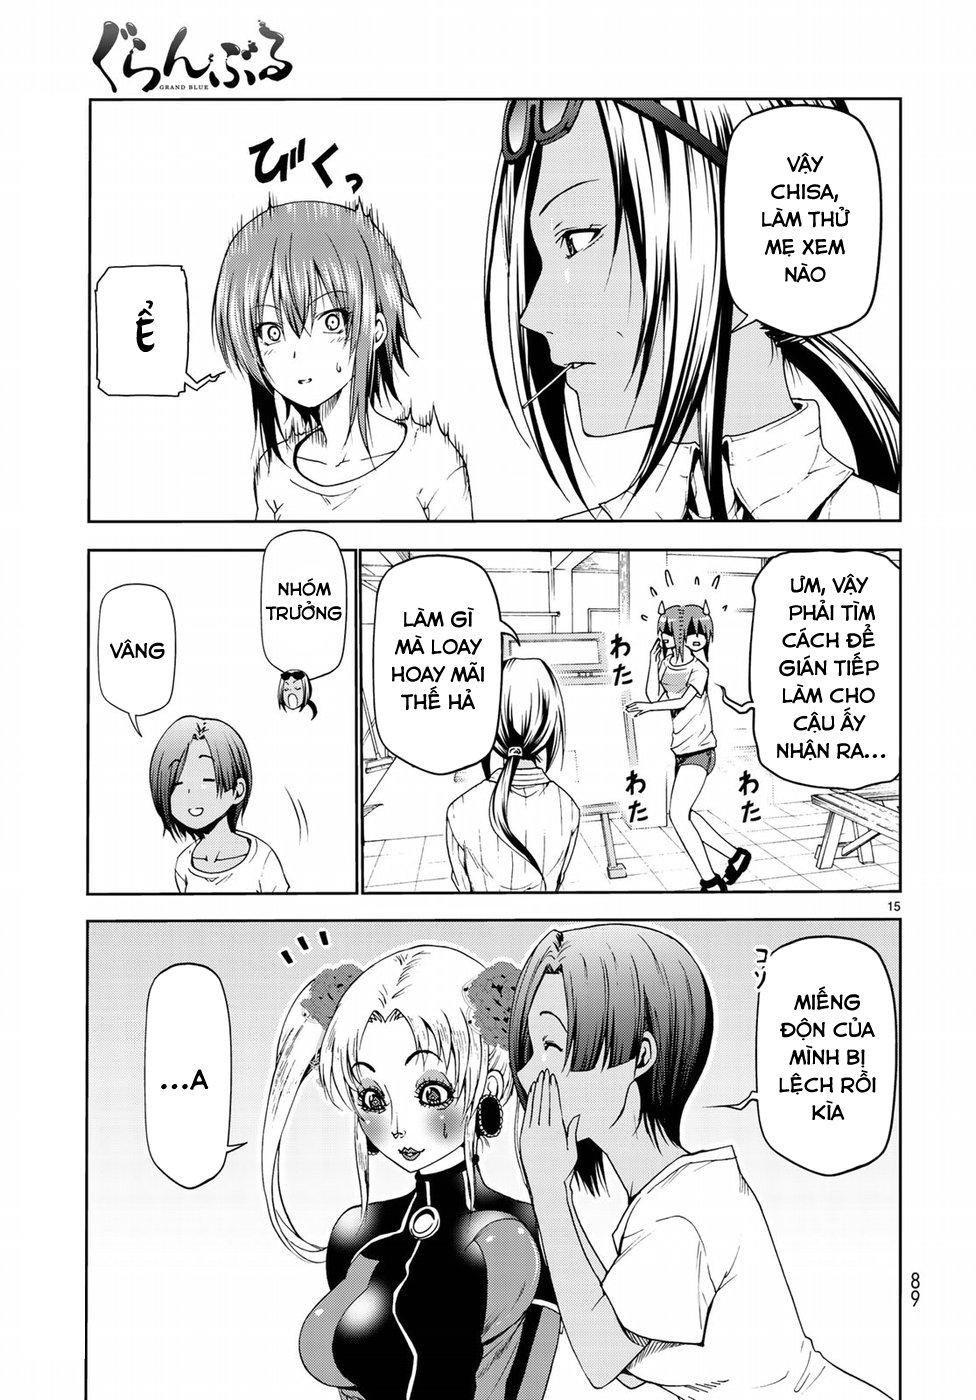 ぐらんぶる
GRAND BLUE
VẬY
CHISA,
LÀM THỬ
MẸ XEM
NÀO
びくっ
Ể
ƯM, VẬY
PHẢI TÌM
CÁCH ĐỂ
GIÁN TIẾP
LÀM CHO
CẬU ẤY
NHẬN RA...
わた
わた
わた
LÀM GÌ
MÀ LOAY
HOAY MÃI
THẾ HẢ
NHÓM
TRƯỞNG
VÂNG
15
コソッ
MIẾNG
ĐỘN CỦA
MÌNH BỊ
LỆCH RỒI
KÌA
...A
89